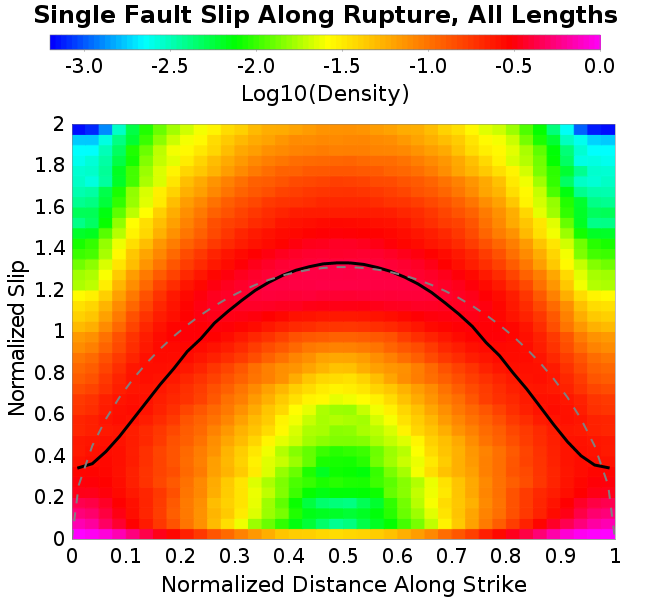 Single Fault Slip Along Rupture, All Lengths
-3.0 -2.5 -2.0 -1.5 -1.0 -0.5 0.0
Log10(Density)
2
1.8
1.6
1.4
1.2
1
0.8
0.6
0.4
0.2
0
Normalized Slip
0 0.1 0.2 0.3 0.4 0.5 0.6 0.7 0.8 0.9 1
Normalized Distance Along Strike